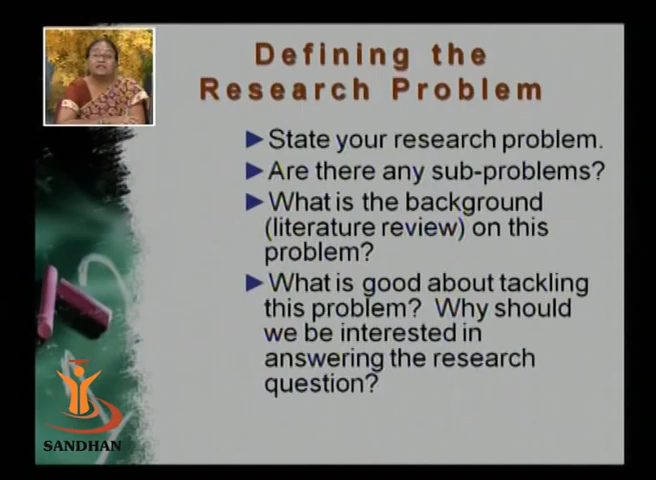 Defining the
Research Problem
State your research problem.
Are there any sub-problems?
What is the background
(literature review) on this
problem?
What is good about tackling
this problem? Why should
we be interested in
answering the research
question?
SANDHAN